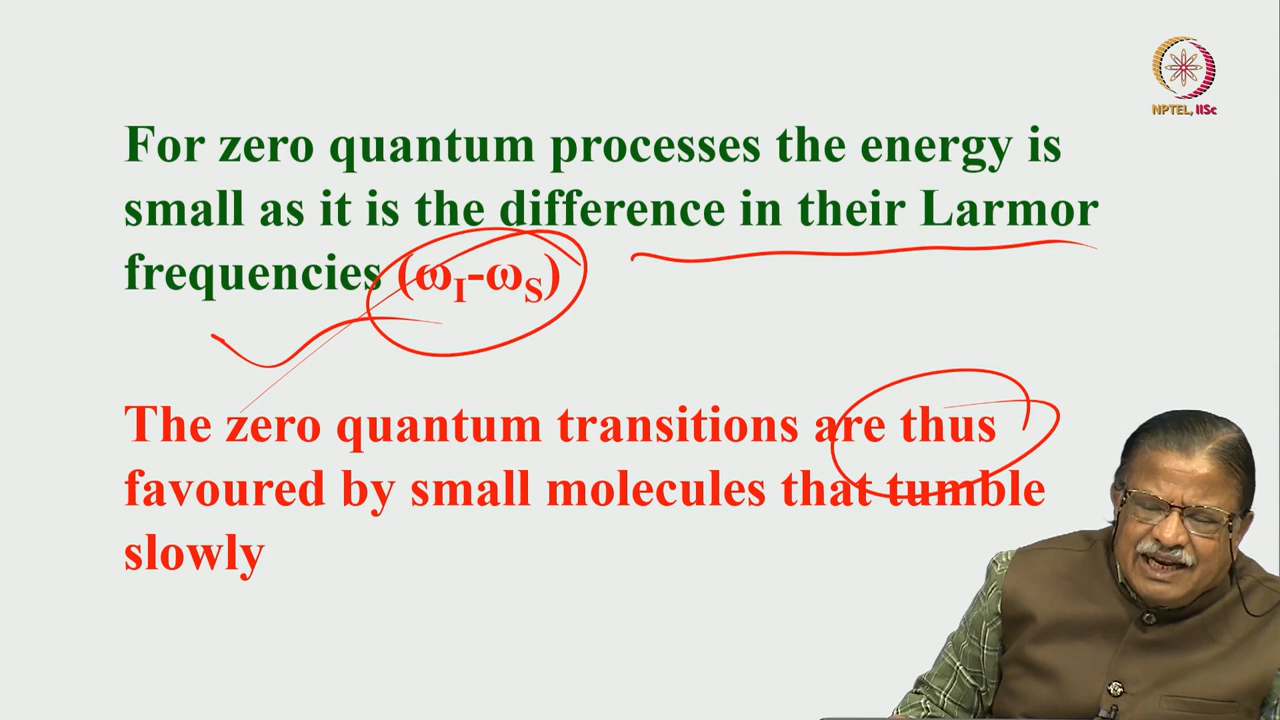 NPTEL, IISc
For zero quantum processes the energy is
small as it is the difference in their Larmor
frequencies (ωI-ωS)
The zero quantum transitions are thus
favoured by small molecules that tumble
slowly